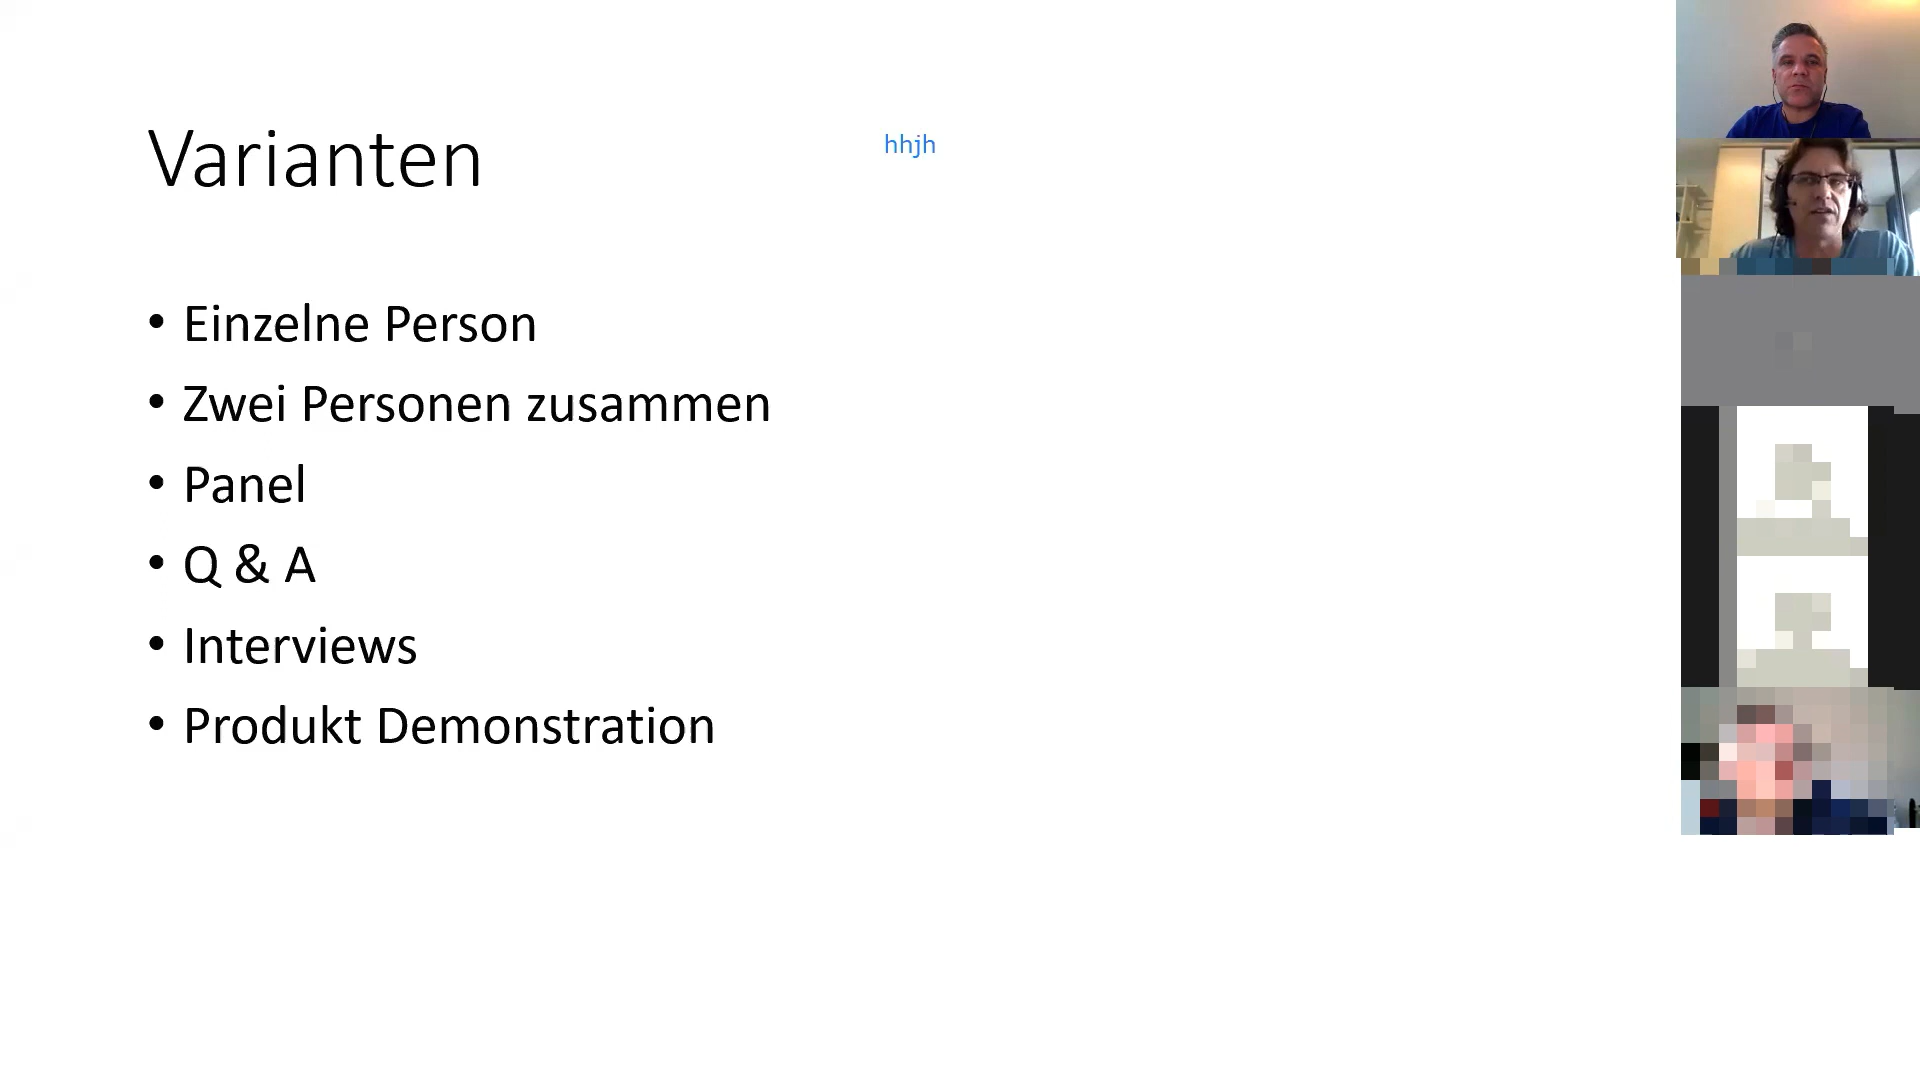 Varianten
hhjh
• Einzelne Person
• Zwei Personen zusammen
• Panel
• Q & A
• Interviews
• Produkt Demonstration